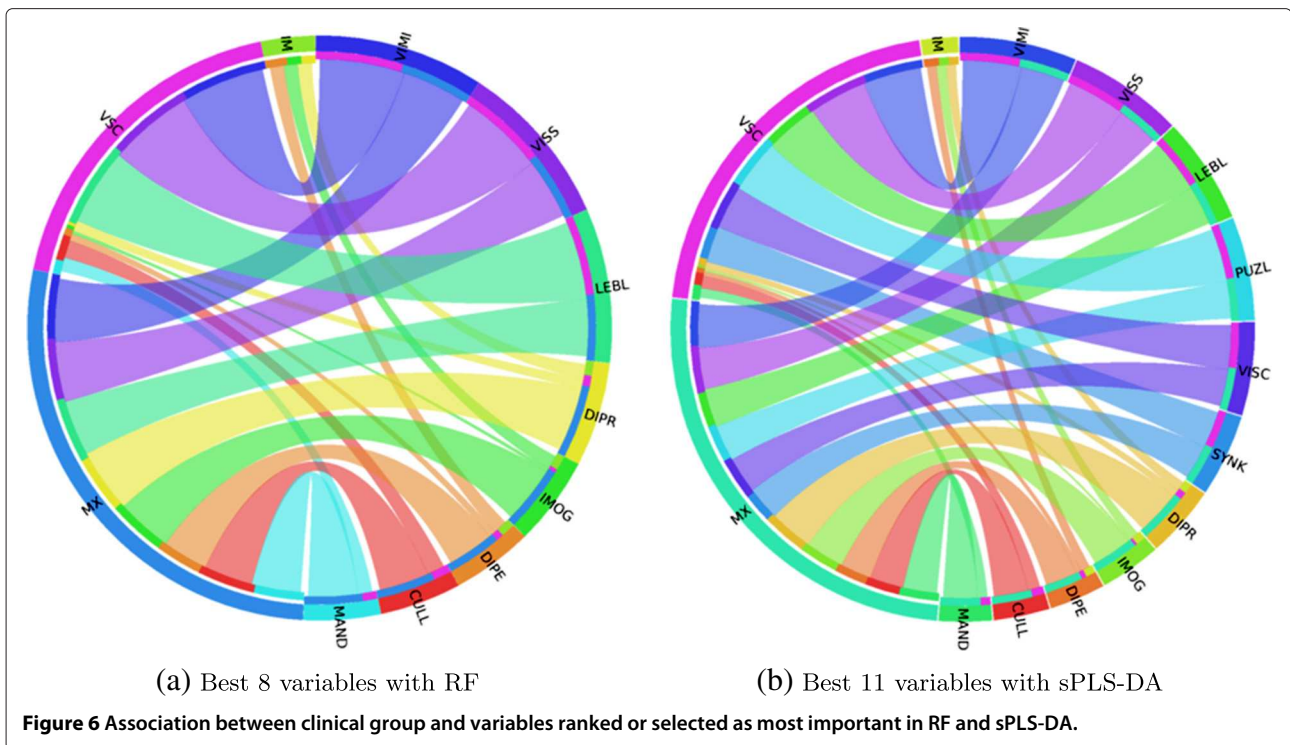 IM
VIMI
VISS
LEBL
DIPR
IMOG
DIPE
CULL
MAND
MX
VSC
IM
VIMI
VISS
LEBL
PUZL
VISC
SYNK
DIPR
IMOG
DIPE
CULL
MAND
MX
VSC
(a) Best 8 variables with RF
(b) Best 11 variables with sPLS-DA
Figure 6 Association between clinical group and variables ranked or selected as most important in RF and sPLS-DA.